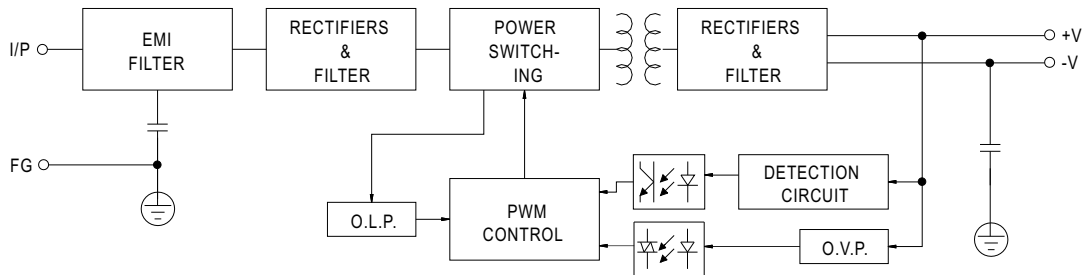 I/P
EMI
FILTER
RECTIFIERS
&
FILTER
POWER
SWITCH-
ING
RECTIFIERS
&
FILTER
+V
-V
FG
O.L.P.
PWM
CONTROL
DETECTION
CIRCUIT
O.V.P.